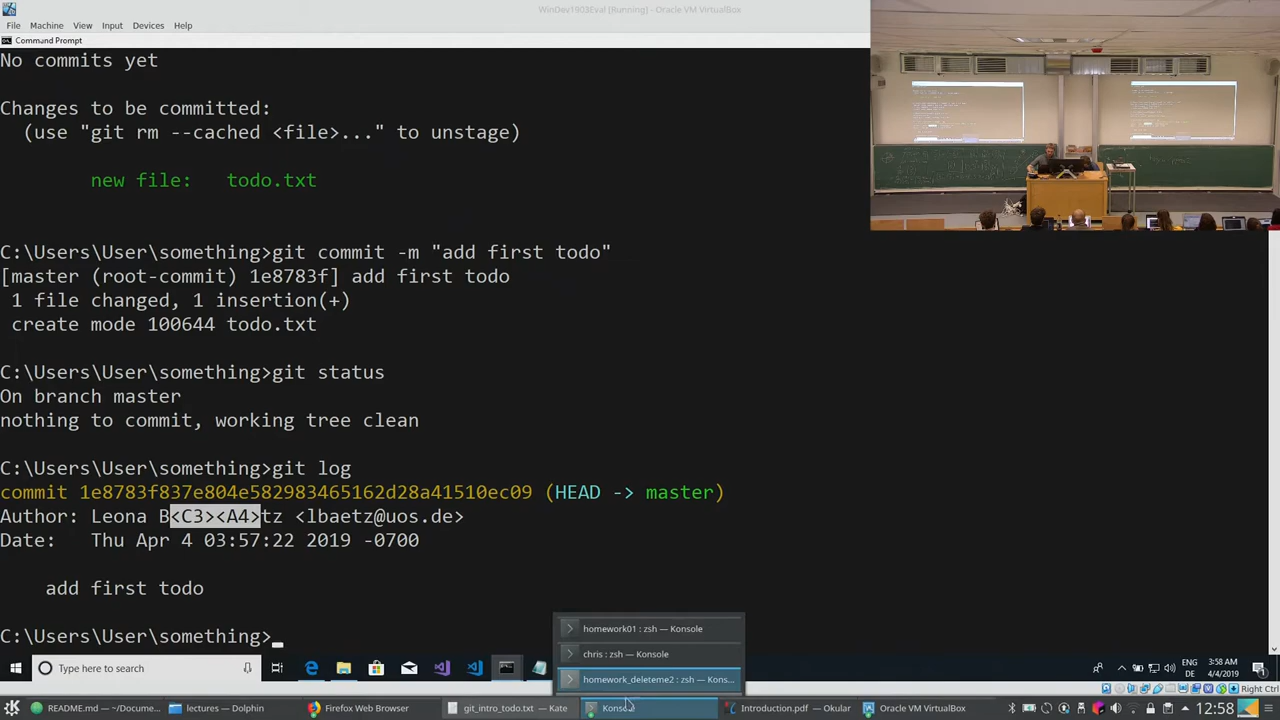 WinDev1903Eval [Running] - Oracle VM VirtualBox
File Machine View Input Devices Help
Command Prompt
No commits yet
Changes to be committed:
(use "git rm --cached <file>..." to unstage)
new file: todo.txt
C:\Users\User\something>git commit -m "add first todo"
[master (root-commit) 1e8783f] add first todo
1 file changed, 1 insertion(+)
create mode 100644 todo.txt
C:\Users\User\something>git status
On branch master
nothing to commit, working tree clean
C:\Users\User\something>git log
commit 1e8783f837e804e582983465162d28a41510ec09 (HEAD -> master)
Author: Leona B<C3><A4>tz <lbaetz@uos.de>
Date: Thu Apr 4 03:57:22 2019 -0700
add first todo
C:\Users\User\something>
homework01 : zsh — Konsole
chris : zsh — Konsole
homework_deleteme2 : zsh — Kons...
Type here to search
ENG 3:58 AM
DE 4/4/2019
README.md — ~/Docume... lectures — Dolphin Firefox Web Browser git_intro_todo.txt — Kate Konsole Introduction.pdf — Okular Oracle VM VirtualBox 12:58